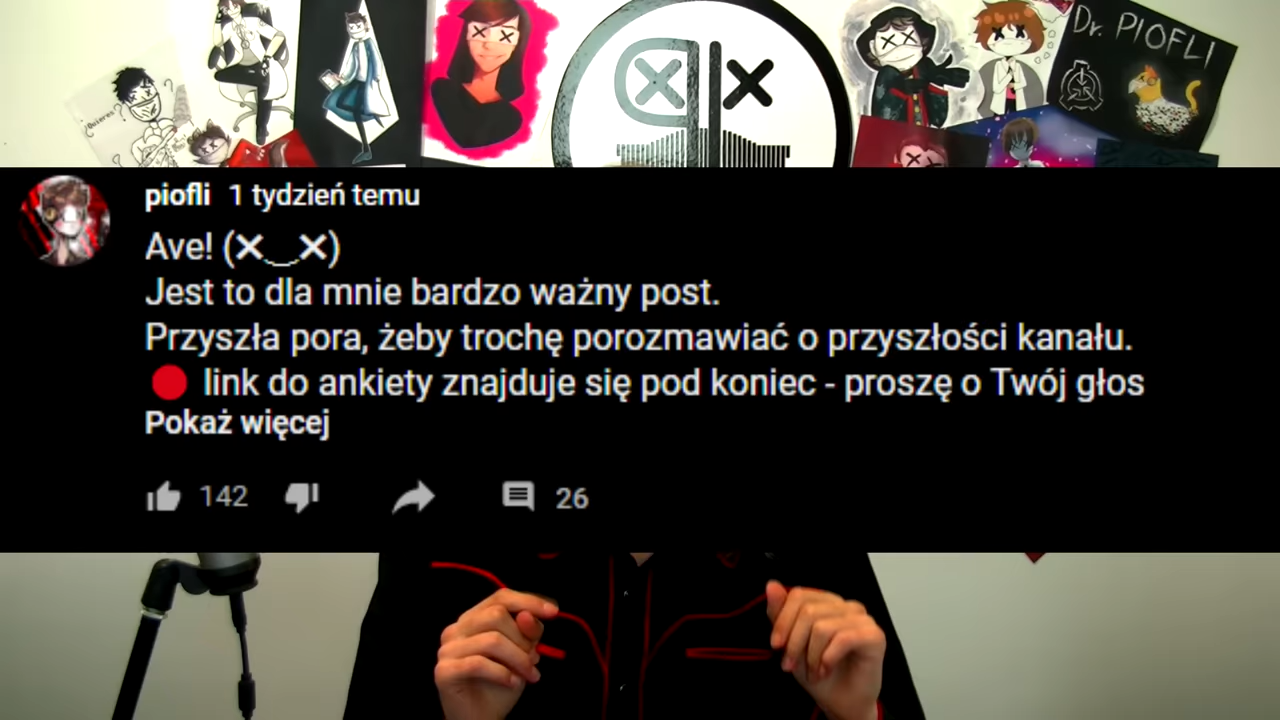 Dr. PIOFLI
¿Quieres?
piofli 1 tydzień temu
Ave! (✕‿✕)
Jest to dla mnie bardzo ważny post.
Przyszła pora, żeby trochę porozmawiać o przyszłości kanału.
🔴 link do ankiety znajduje się pod koniec - proszę o Twój głos
Pokaż więcej
142 26